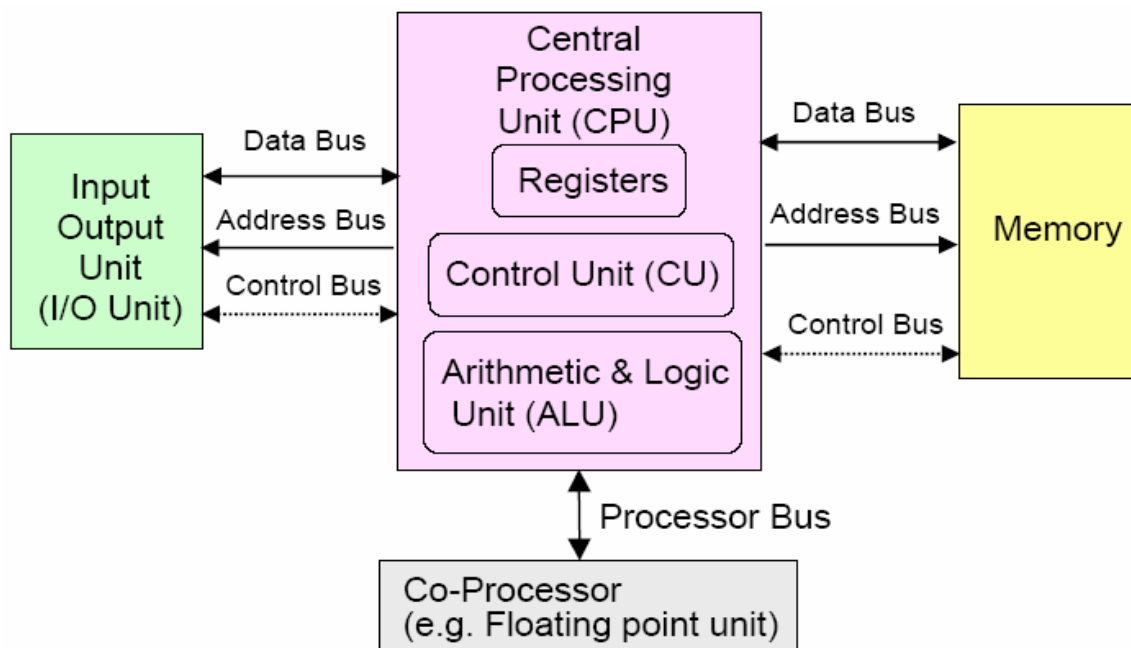 Central
Processing
Unit (CPU)
Registers
Control Unit (CU)
Arithmetic & Logic
Unit (ALU)
Input
Output
Unit
(I/O Unit)
Data Bus
Address Bus
Control Bus
Data Bus
Address Bus
Control Bus
Memory
Processor Bus
Co-Processor
(e.g. Floating point unit)